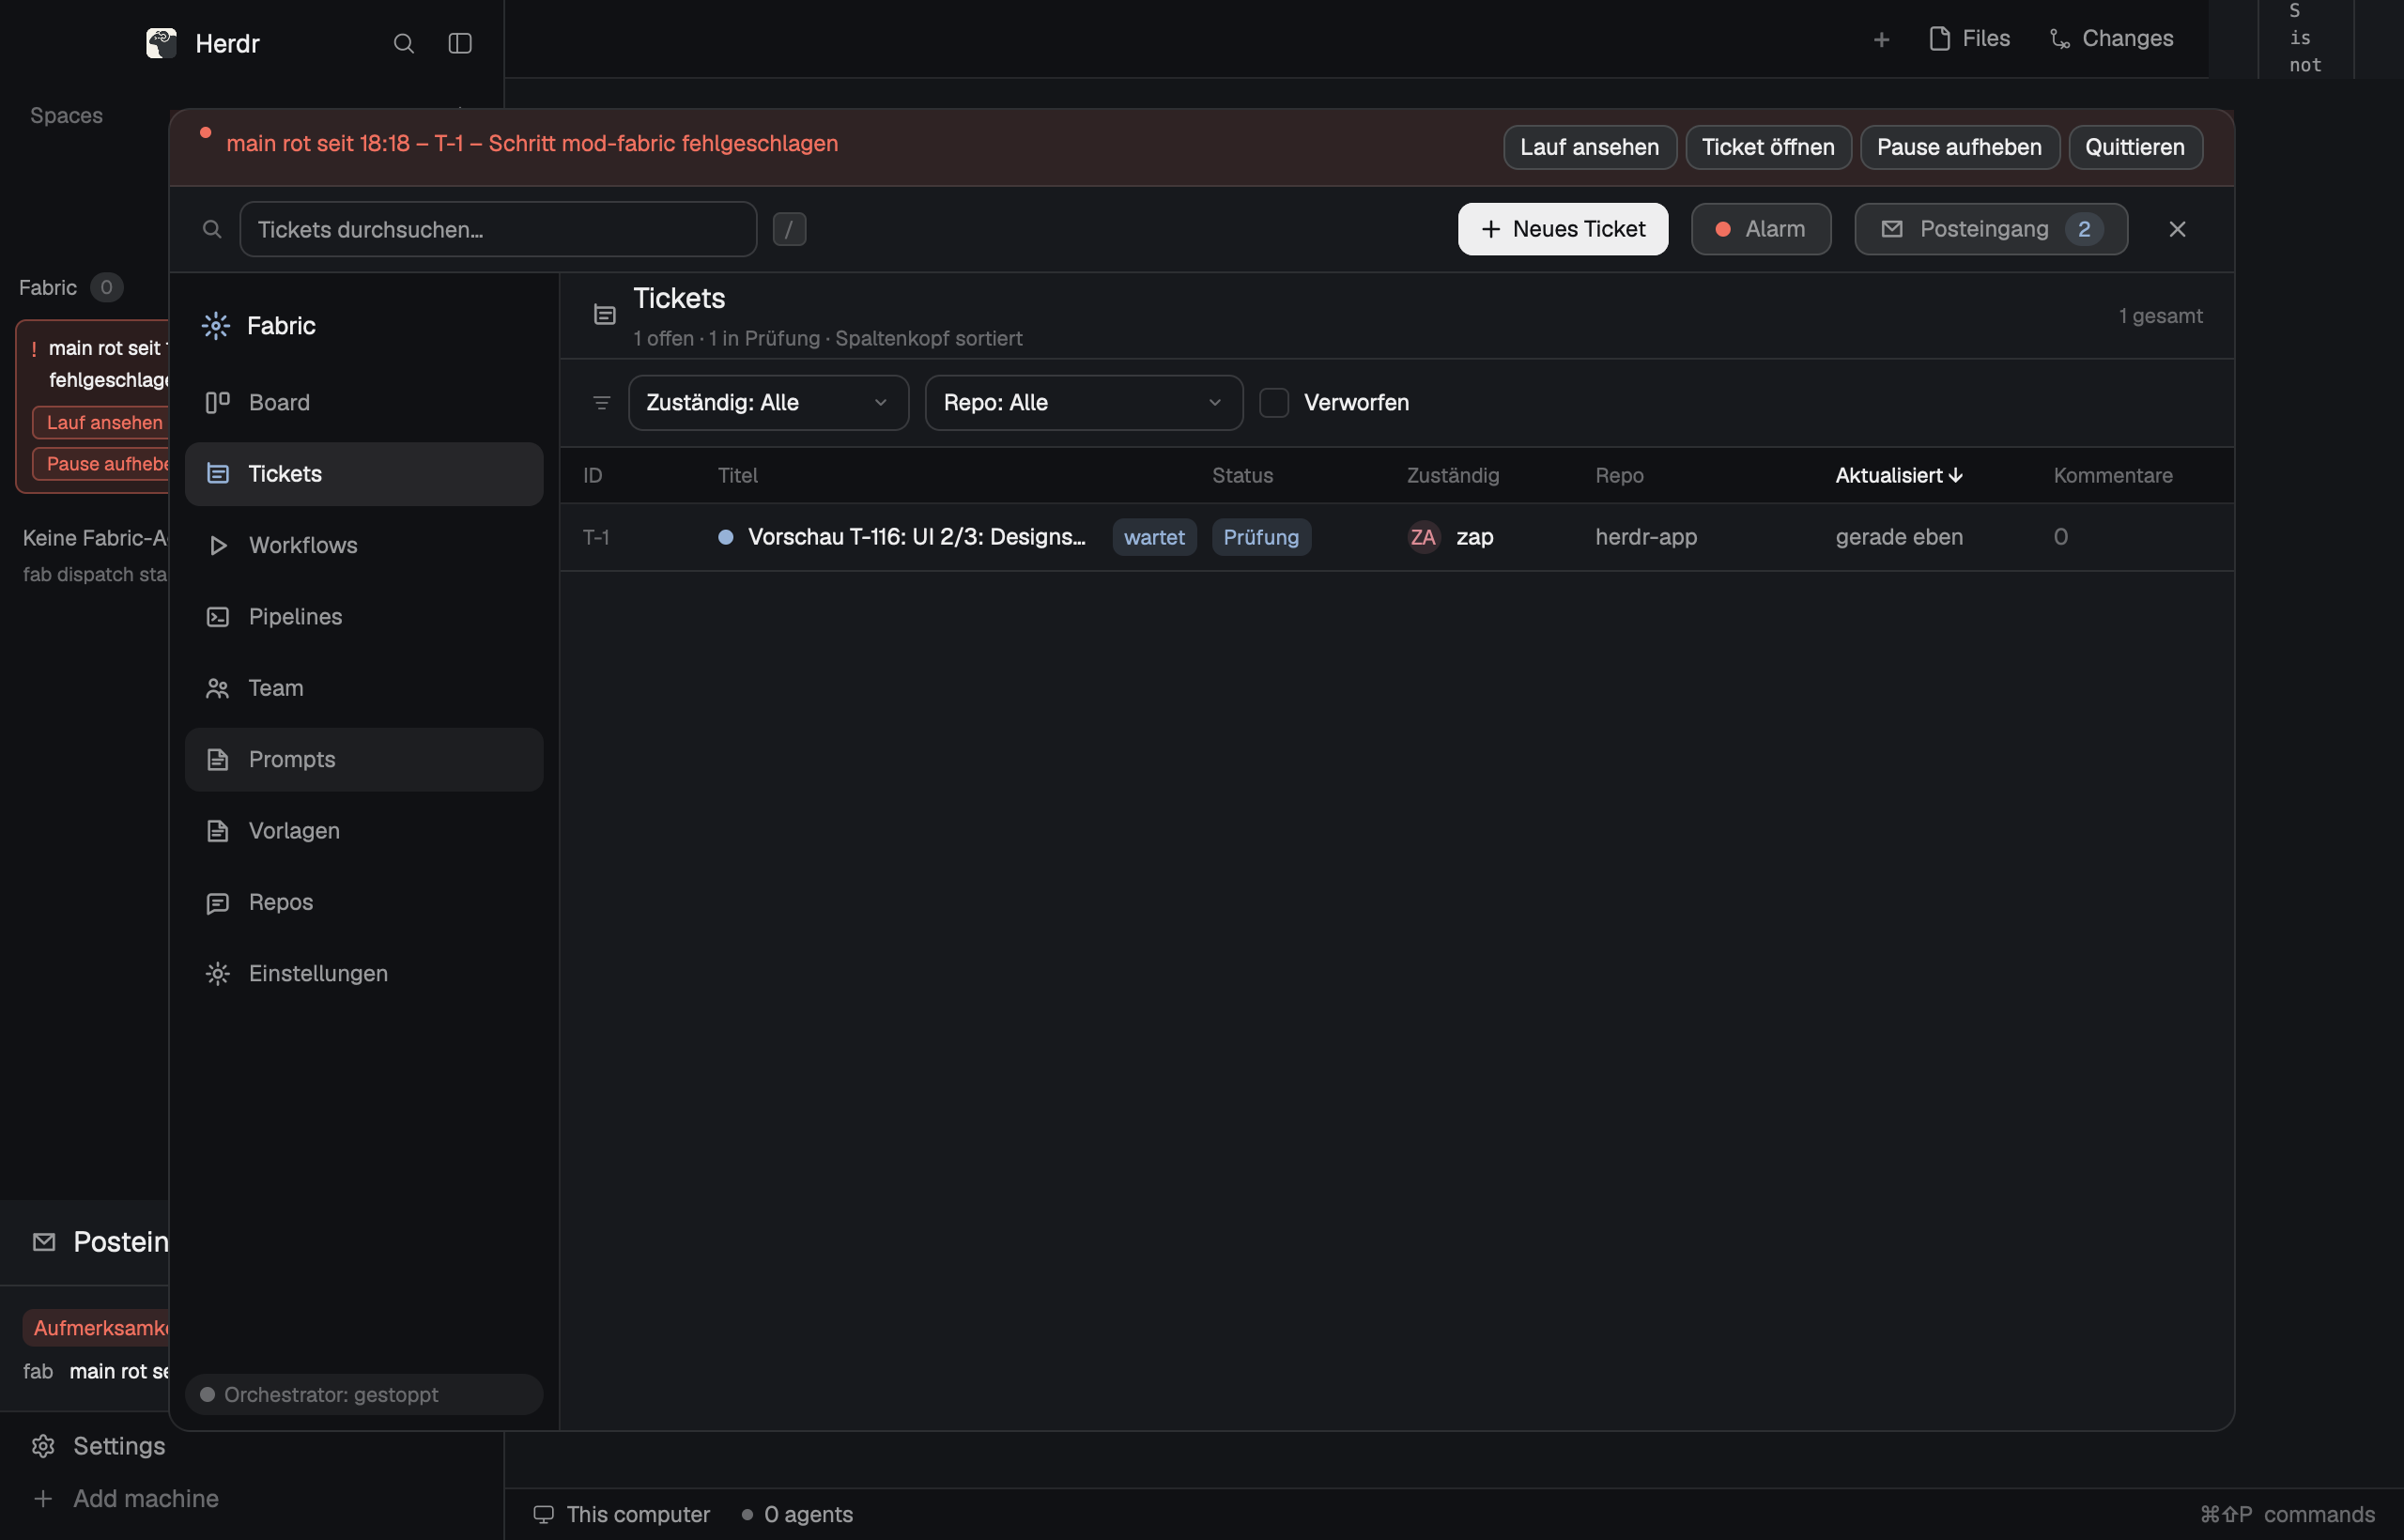 Herdr
+ Files Changes
S
is
not
Spaces
main rot seit 18:18 – T-1 – Schritt mod-fabric fehlgeschlagen
Lauf ansehen Ticket öffnen Pause aufheben Quittieren
Tickets durchsuchen... /
+ Neues Ticket Alarm Posteingang 2
Fabric 0
! main rot seit
fehlgeschlage
Lauf ansehen
Pause aufhebe
Keine Fabric-A
fab dispatch sta
Fabric
Board
Tickets
Workflows
Pipelines
Team
Prompts
Vorlagen
Repos
Einstellungen
Orchestrator: gestoppt
Tickets
1 offen · 1 in Prüfung · Spaltenkopf sortiert
1 gesamt
Zuständig: Alle Repo: Alle Verworfen
ID Titel Status Zuständig Repo Aktualisiert ↓ Kommentare
T-1 Vorschau T-116: UI 2/3: Designs... wartet Prüfung ZA zap herdr-app gerade eben 0
Postein
Aufmerksamke
fab main rot se
Settings
+ Add machine
This computer 0 agents
⌘⇧P commands